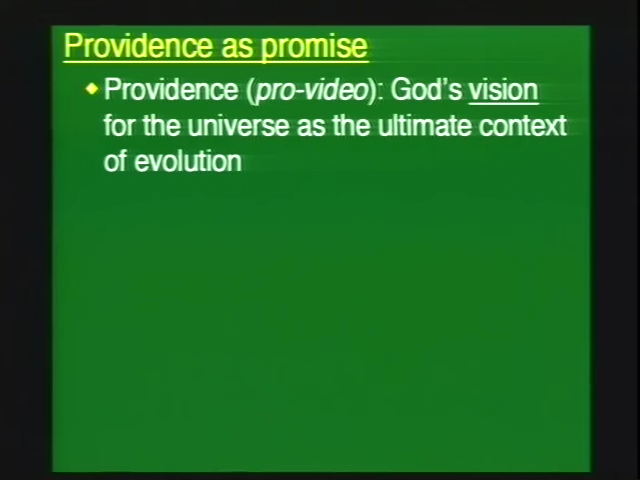 Providence as promise
Providence (pro-video): God's vision
for the universe as the ultimate context
of evolution